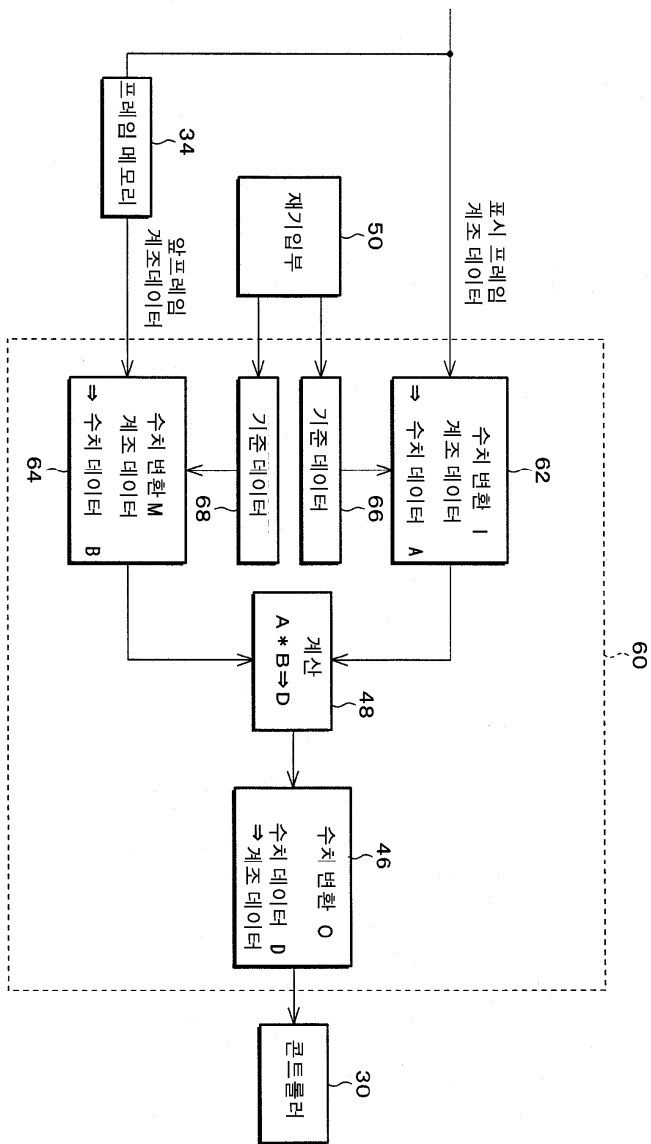 60
표시 프레임
계조 데이터
62
수치 변환 I
계조 데이터
⇒ 수치 데이터 A
50
재기입부
기준 데이터
66
기준 데이터
68
34
프레임 메모리
앞프레임
계조데이터
수치 변환 M
계조 데이터
⇒ 수치 데이터 B
64
계산
A * B⇒D
48
46
수치 변환 O
수치 데이터 D
⇒ 계조 데이터
30
콘트롤러